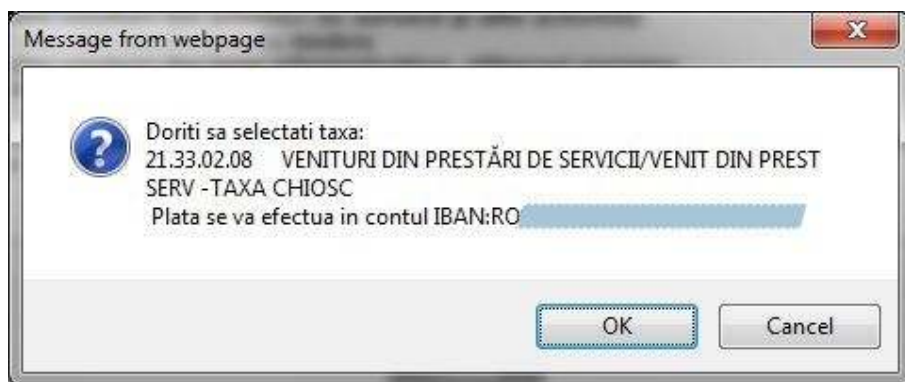 Message from webpage
Doriti sa selectati taxa:
21.33.02.08 VENITURI DIN PRESTĂRI DE SERVICII/VENIT DIN PREST
SERV -TAXA CHIOSC
Plata se va efectua in contul IBAN:RO
OK
Cancel